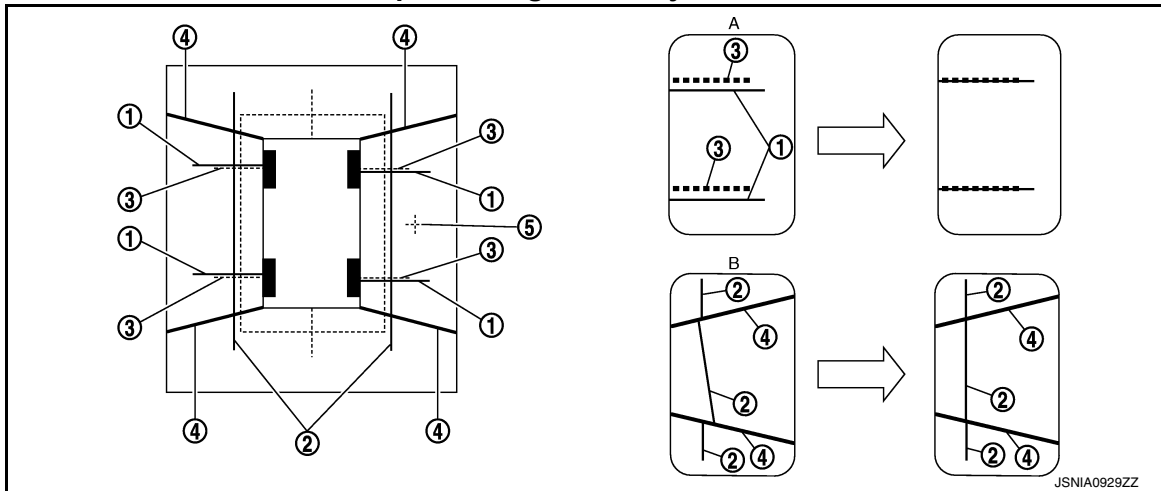 ④ ④ A
① ③ ③
③ ① ③ ①
① ⑤
③ B
③ ① ② ②
④ ④
④ ② ④ ② ④ ② ④ ② ④
JSNIA0929ZZ